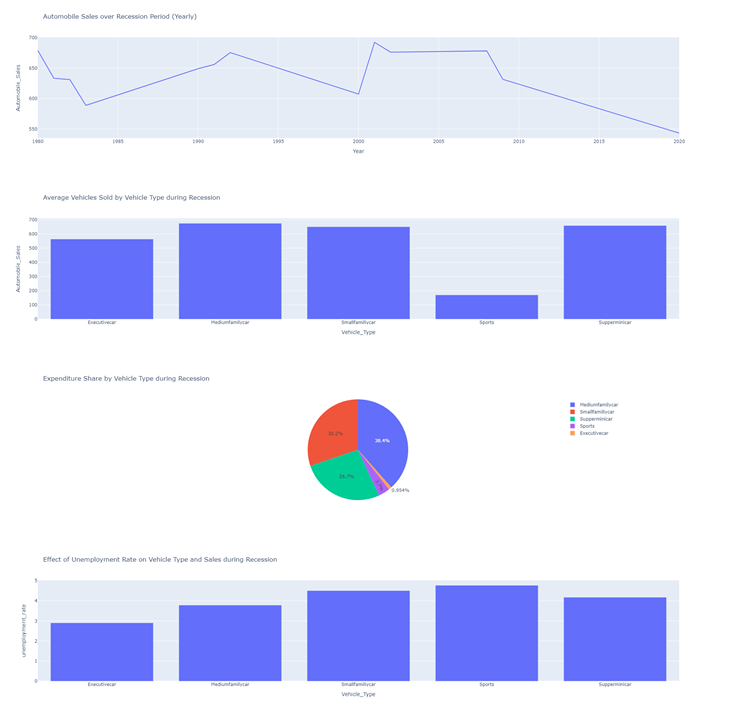 Automobile Sales over Recession Period (Yearly)
700
650
600
550
Automobile_Sales
1980
1985
1990
1995
2000
2005
2010
2015
2020
Year
Average Vehicles Sold by Vehicle Type during Recession
700
600
500
400
300
200
100
0
Automobile_Sales
Executivecar
Mediumfamilycar
Smallfamiliycar
Sports
Supperminicar
Vehicle_Type
Expenditure Share by Vehicle Type during Recession
38.4%
30.2%
26.7%
0.954%
Mediumfamilycar
Smallfamiliycar
Supperminicar
Sports
Executivecar
Effect of Unemployment Rate on Vehicle Type and Sales during Recession
5
4
3
2
1
0
unemployment_rate
Executivecar
Mediumfamilycar
Smallfamiliycar
Sports
Supperminicar
Vehicle_Type